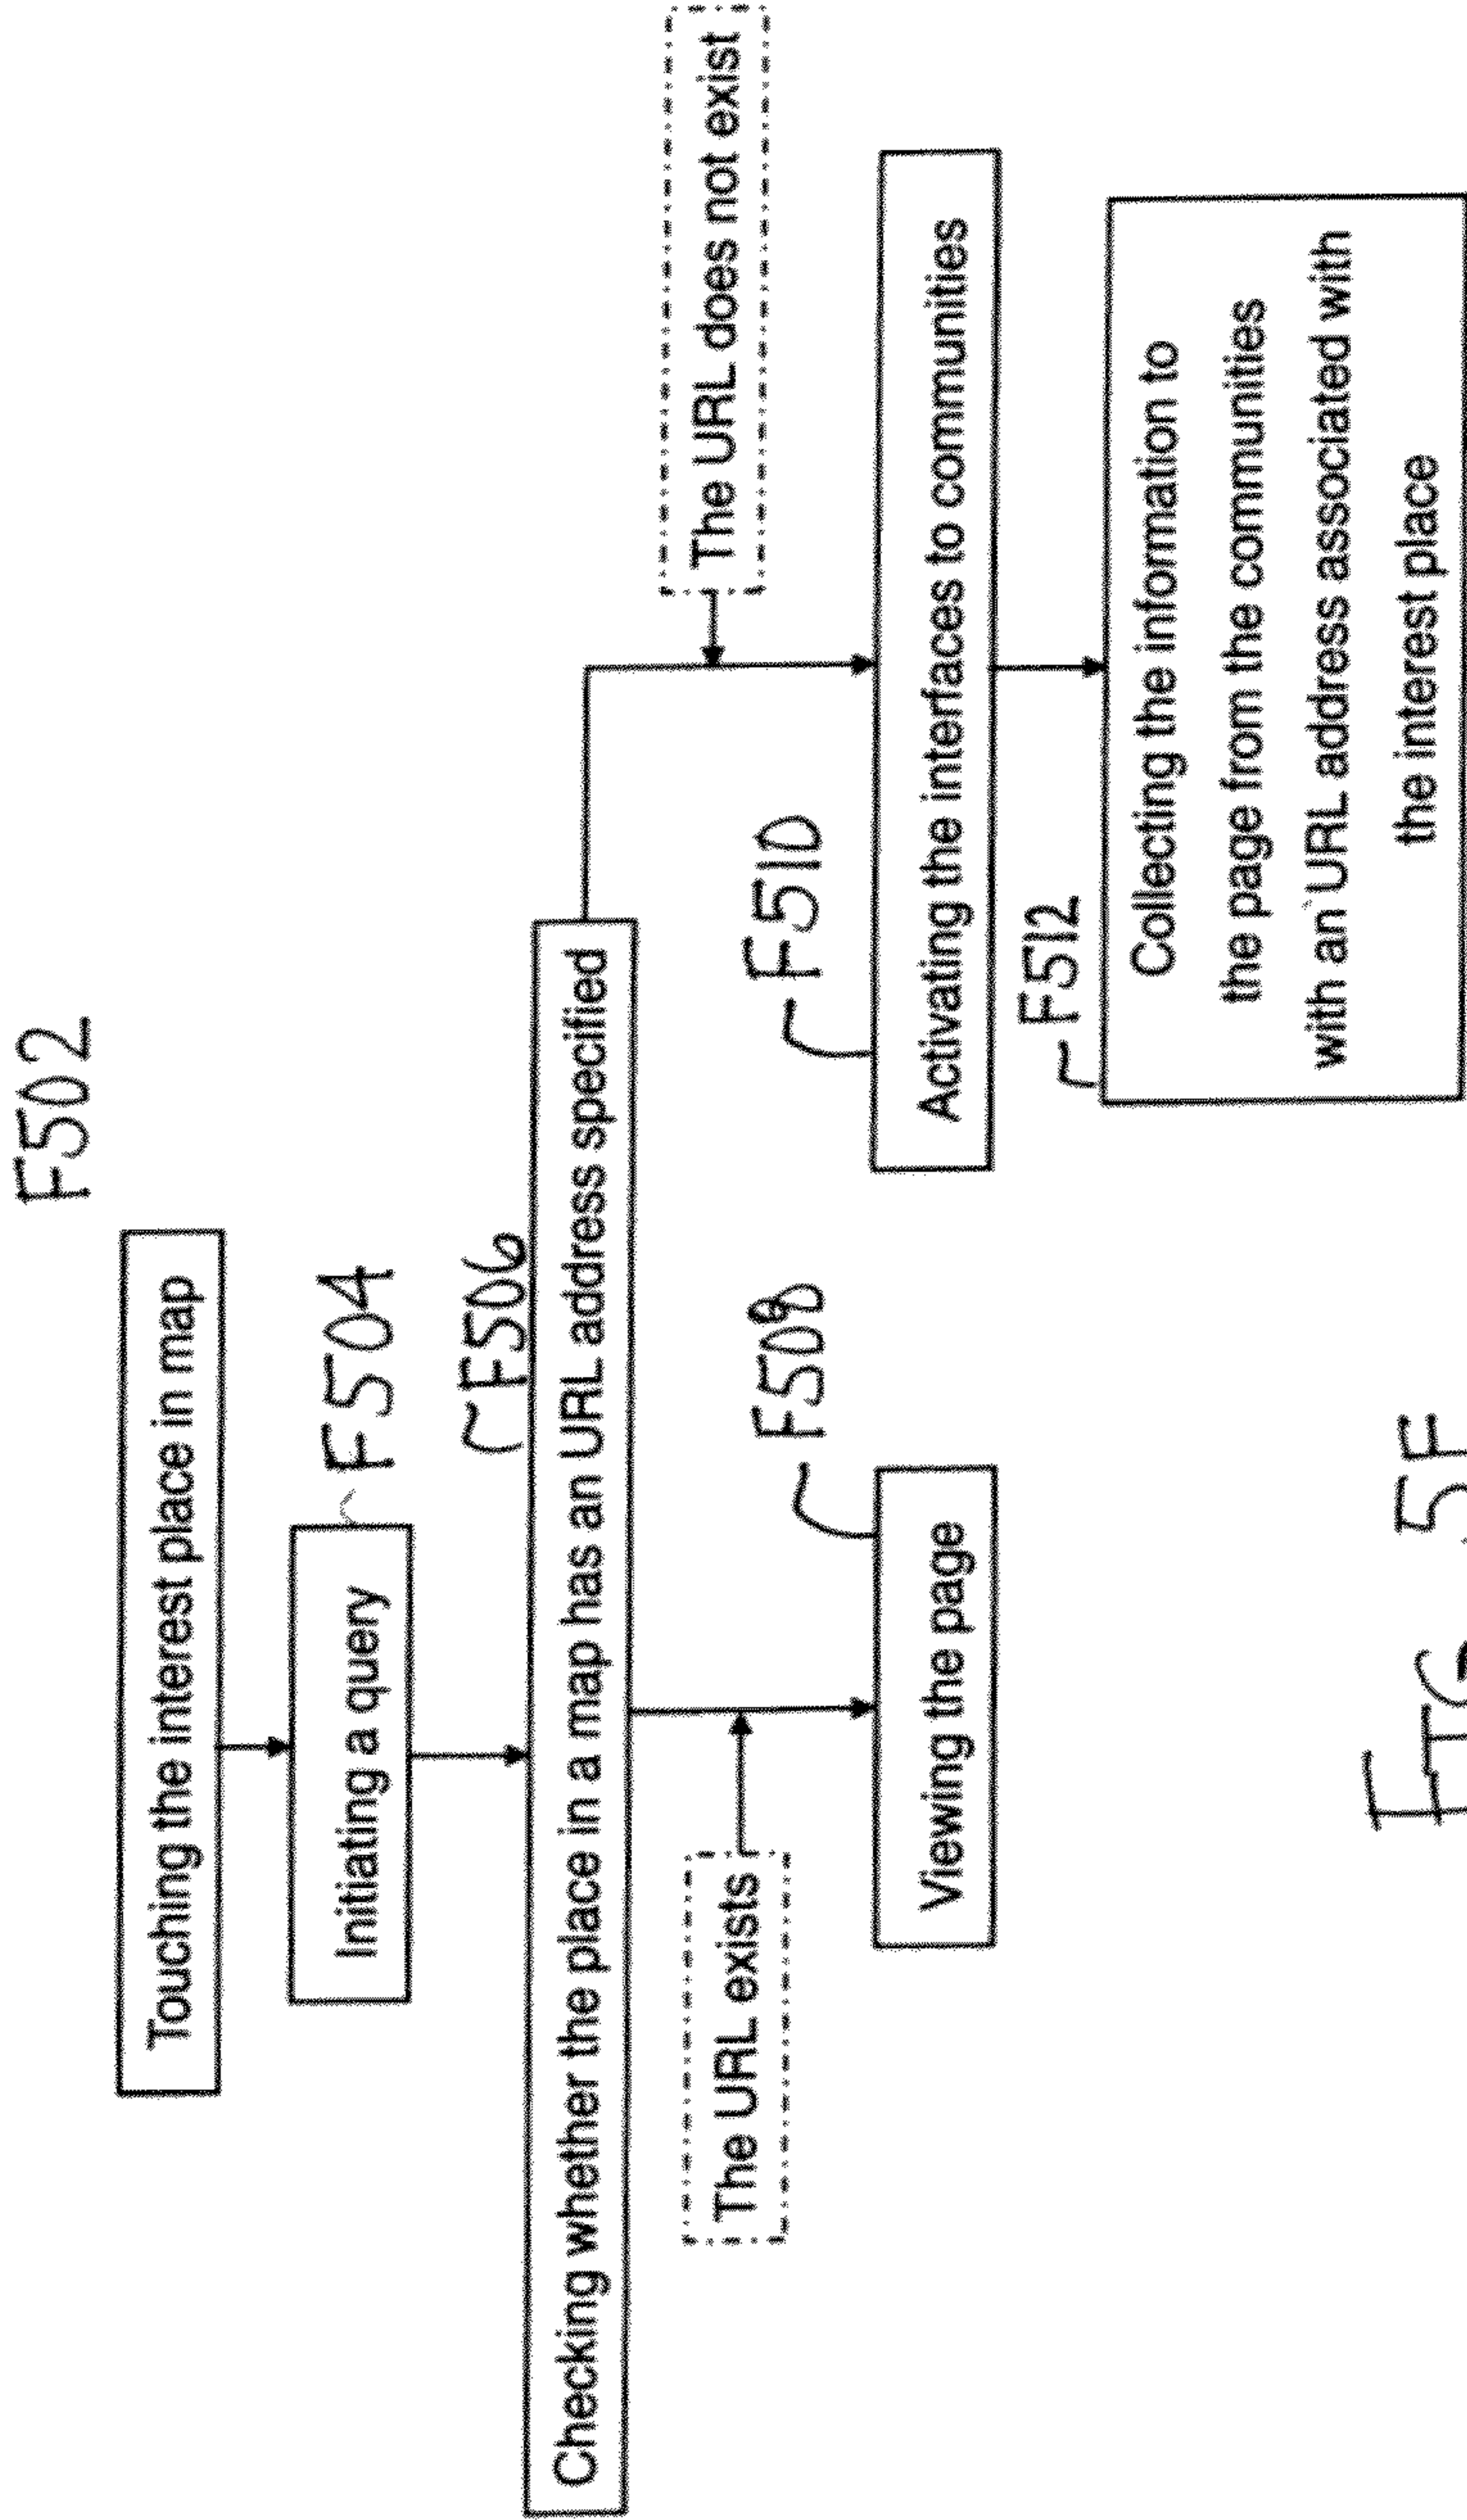 F502
Touching the interest place in map
F504
Initiating a query
F506
Checking whether the place in a map has an URL address specified
The URL exists
The URL does not exist
F508
Viewing the page
F510
Activating the interfaces to communities
F512
Collecting the information to
the page from the communities
with an URL address associated with
the interest place
FIG. 5F